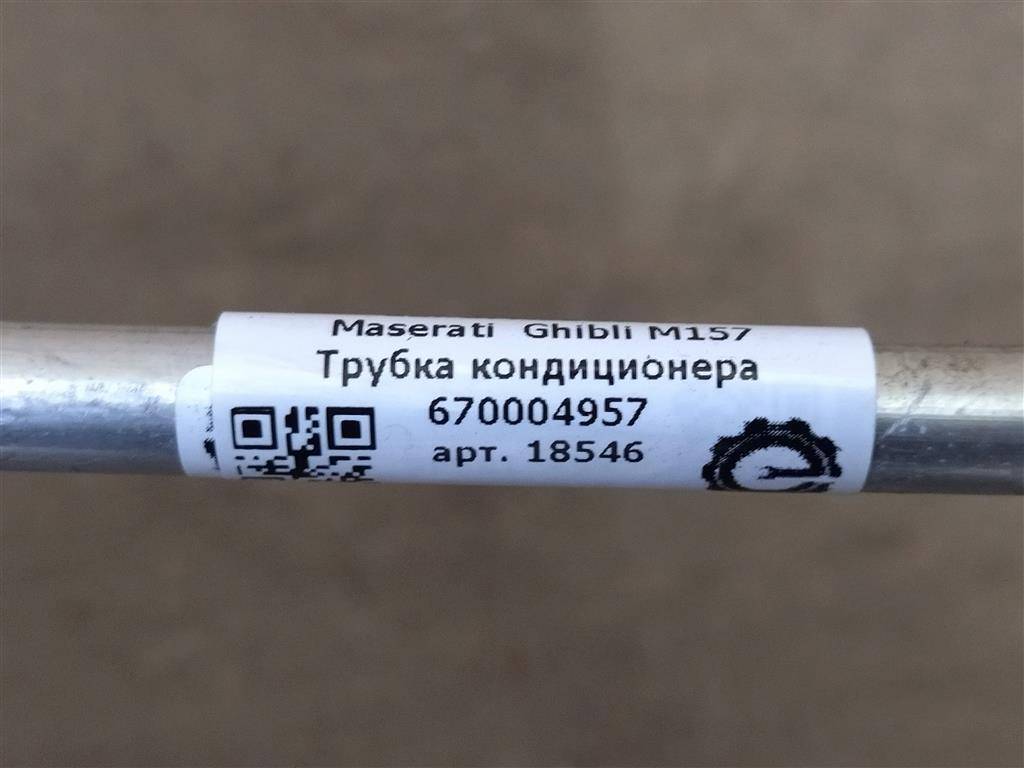 Maserati Ghibli M157
Трубка кондиционера
670004957
арт. 18546